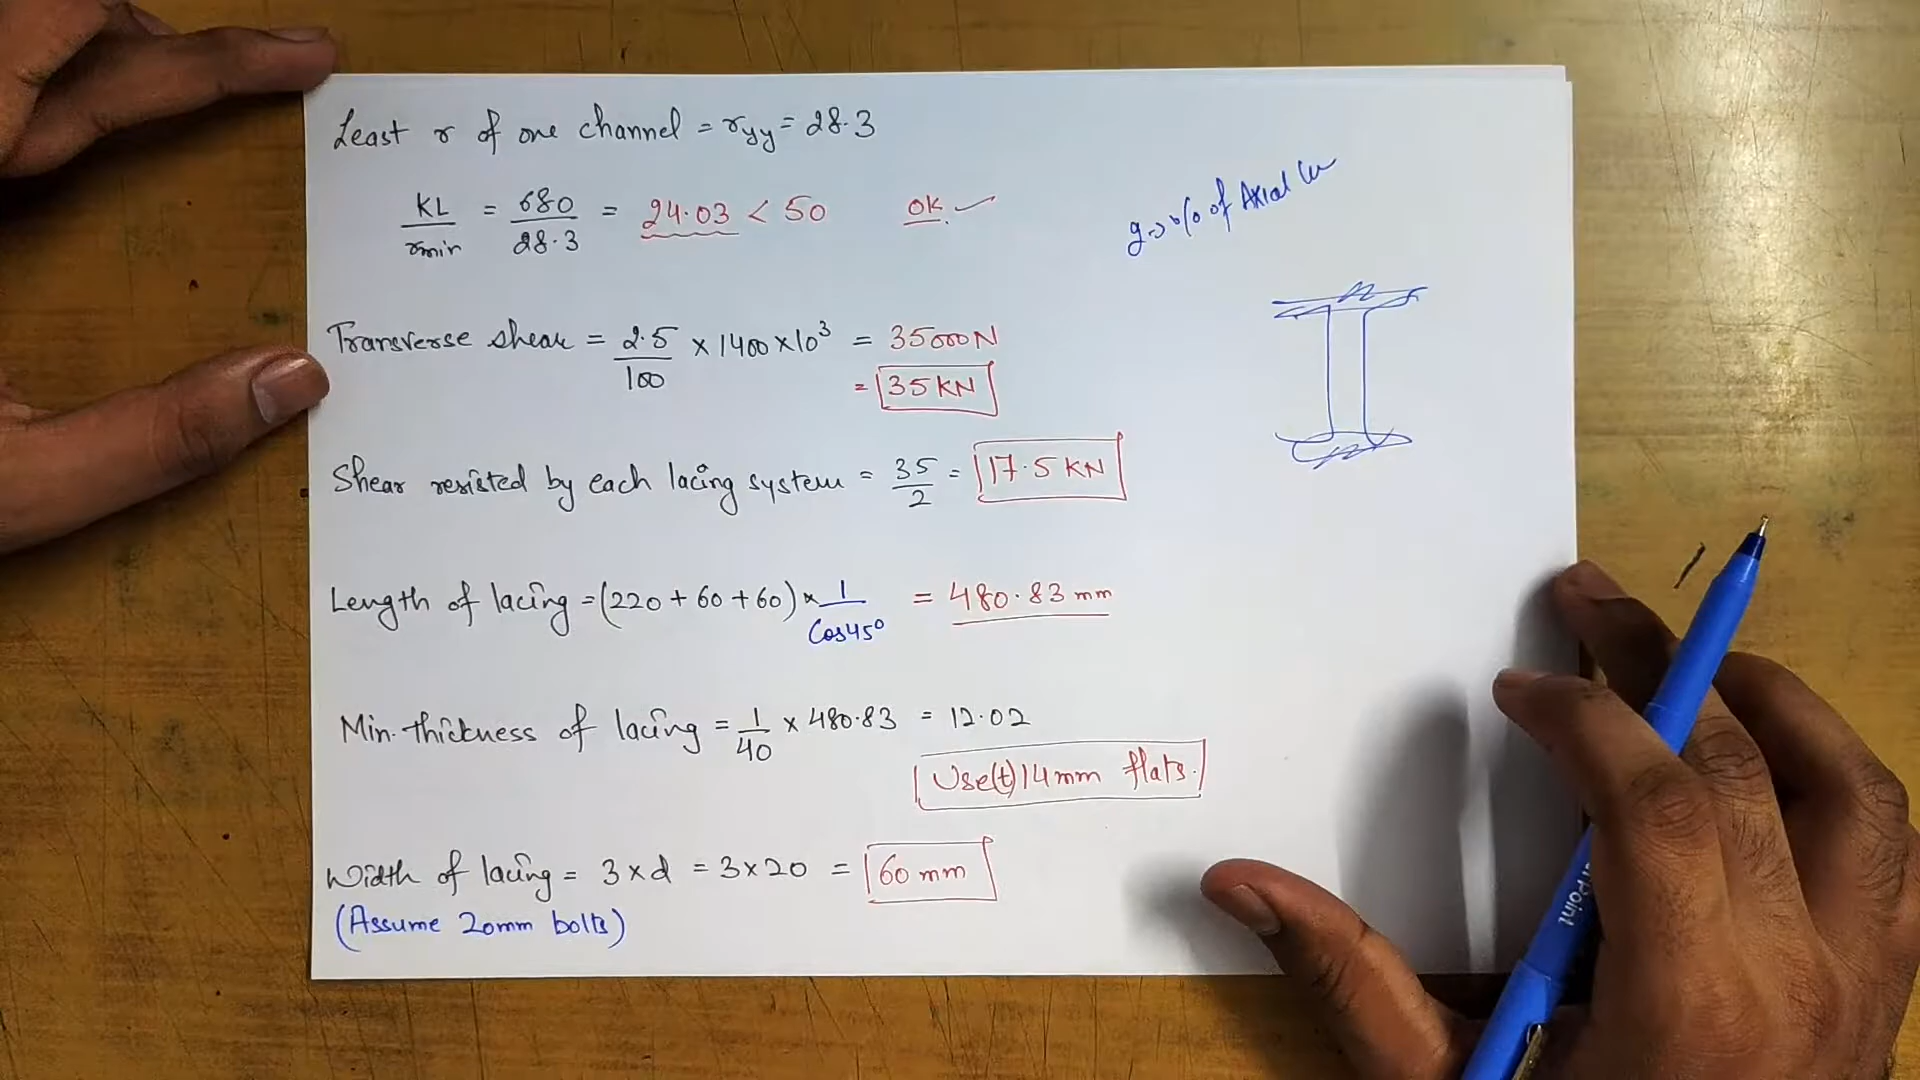 Least r of one channel = ryy = 28.3
KL/rmin = 680/28.3 = 24.03 < 50 OK ✓
% of Axial
Transverse shear = 2.5/100 × 1400 × 10³ = 35000N
= 35 KN
Shear resisted by each lacing system = 35/2 = 17.5 KN
Length of lacing = (220 + 60 + 60) × 1/Cos45° = 480.83 mm
Min. thickness of lacing = 1/40 × 480.83 = 12.02
Use(t) 14mm flats.
Width of lacing = 3 × d = 3 × 20 = 60 mm
(Assume 20mm bolts)
Point